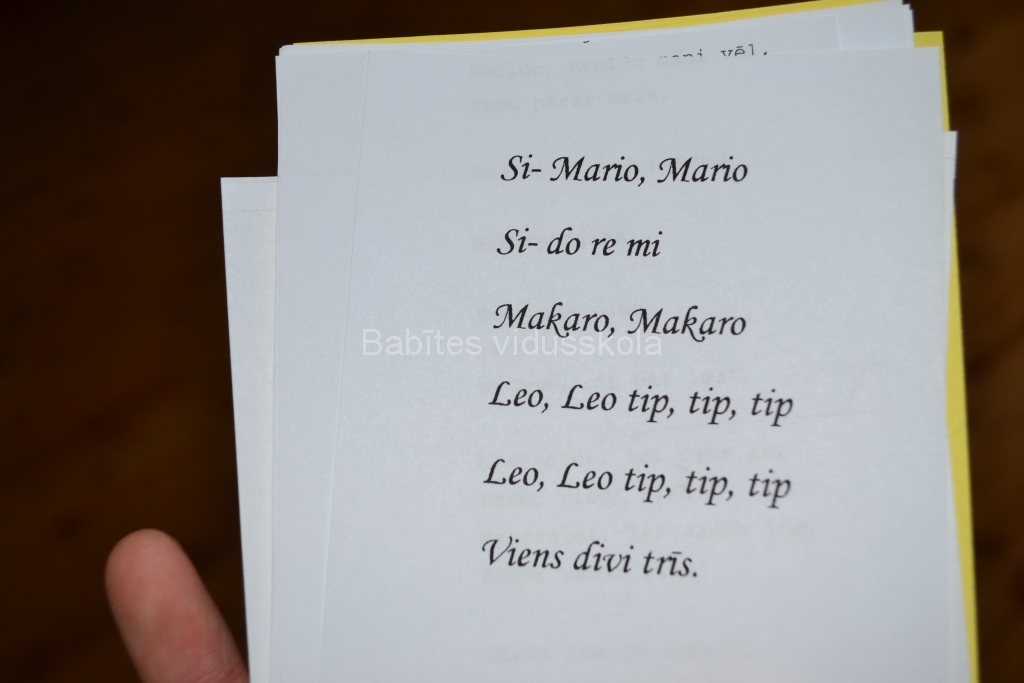 vēl.
Si- Mario, Mario
Si- do re mi
Makaro, Makaro
Babītes vidusskola
Leo, Leo tip, tip, tip
Leo, Leo tip, tip, tip
Viens divi trīs.